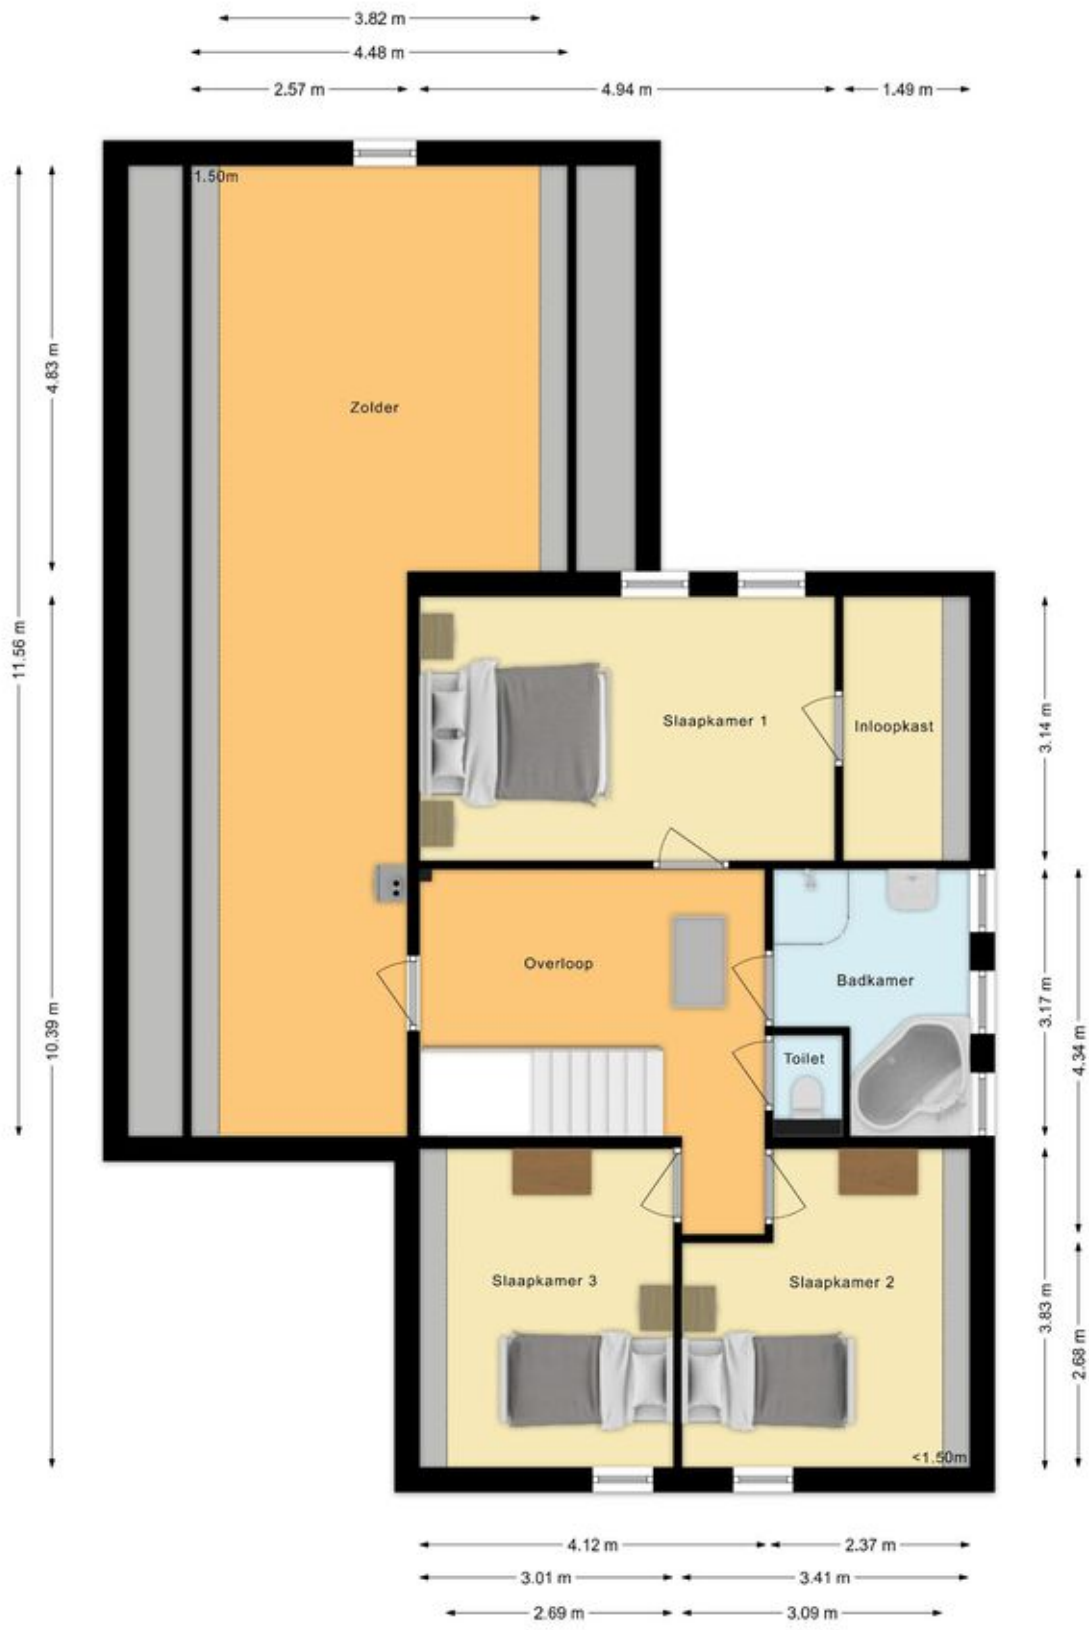 3.82 m
4.48 m
2.57 m
4.94 m
1.49 m
1.50m
4.83 m
Zolder
11.56 m
3.14 m
Slaapkamer 1
Inloopkast
Overloop
Badkamer
3.17 m
10.39 m
4.34 m
Toilet
Slaapkamer 3
Slaapkamer 2
3.83 m
2.68 m
<1.50m
4.12 m
2.37 m
3.01 m
3.41 m
2.69 m
3.09 m